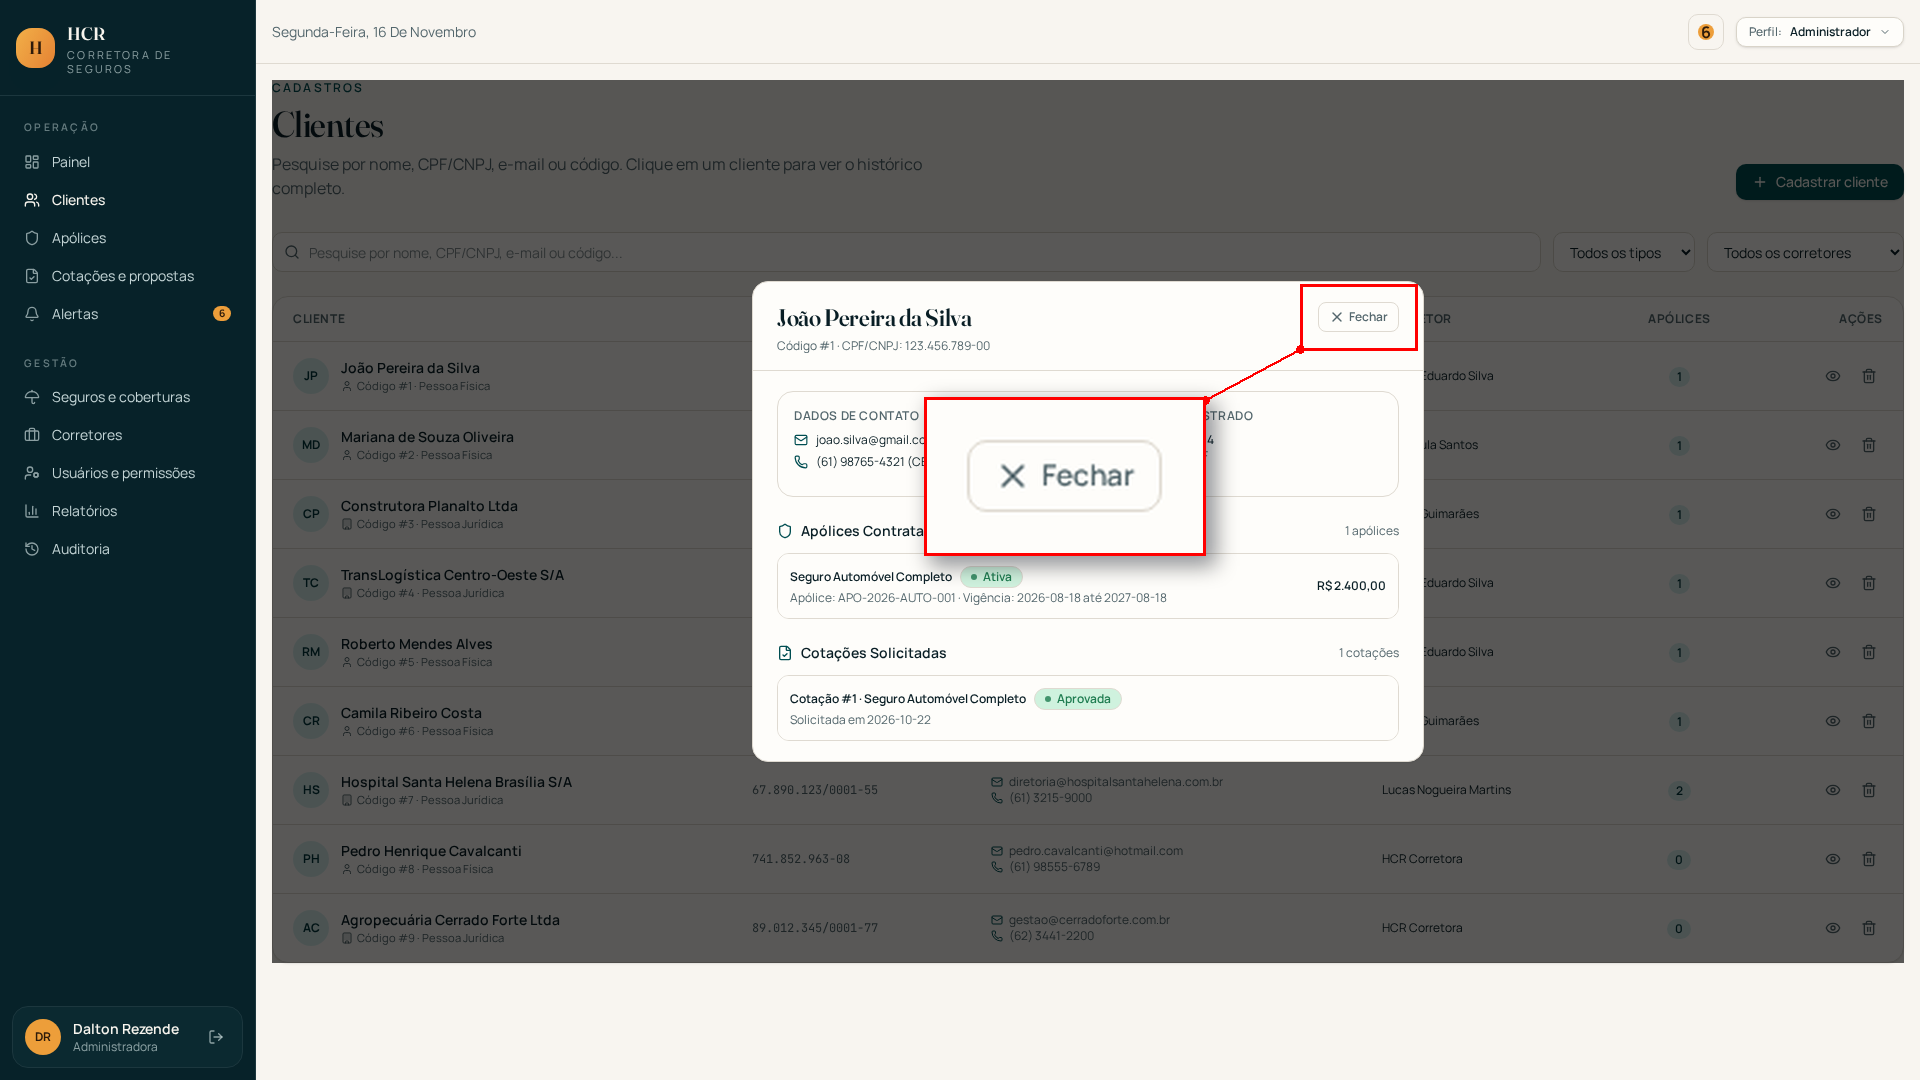 H
HCR
CORRETORA DE
SEGUROS
OPERAÇÃO
Painel
Clientes
Apólices
Cotações e propostas
Alertas
6
GESTÃO
Seguros e coberturas
Corretores
Usuários e permissões
Relatórios
Auditoria
DR
Dalton Rezende
Administradora
Segunda-Feira, 16 De Novembro
6
Perfil: Administrador
CADASTROS
Clientes
Pesquise por nome, CPF/CNPJ, e-mail ou código. Clique em um cliente para ver o histórico
completo.
Cadastrar cliente
Pesquise por nome, CPF/CNPJ, e-mail ou código...
Todos os tipos
Todos os corretores
CLIENTE
APÓLICES
AÇÕES
JP
João Pereira da Silva
Código #1 · Pessoa Física
Eduardo Silva
1
MD
Mariana de Souza Oliveira
Código #2 · Pessoa Física
Santos
1
CP
Construtora Planalto Ltda
Código #3 · Pessoa Jurídica
Guimarães
1
TC
TransLogística Centro-Oeste S/A
Código #4 · Pessoa Jurídica
Eduardo Silva
1
RM
Roberto Mendes Alves
Código #5 · Pessoa Física
Eduardo Silva
1
CR
Camila Ribeiro Costa
Código #6 · Pessoa Física
Guimarães
1
HS
Hospital Santa Helena Brasília S/A
Código #7 · Pessoa Jurídica
67.890.123/0001-55
diretoria@hospitalsantahelena.com.br
(61) 3215-9000
Lucas Nogueira Martins
2
PH
Pedro Henrique Cavalcanti
Código #8 · Pessoa Física
741.852.963-08
pedro.cavalcanti@hotmail.com
(61) 98555-6789
HCR Corretora
0
AC
Agropecuária Cerrado Forte Ltda
Código #9 · Pessoa Jurídica
89.012.345/0001-77
gestao@cerradoforte.com.br
(62) 3441-2200
HCR Corretora
0
João Pereira da Silva
Código #1 · CPF/CNPJ: 123.456.789-00
Fechar
DADOS DE CONTATO
joao.silva@gmail.co
(61) 98765-4321 (CE
STRADO
4
Fechar
Apólices Contrata
1 apólices
Seguro Automóvel Completo
Ativa
Apólice: APO-2026-AUTO-001 · Vigência: 2026-08-18 até 2027-08-18
R$ 2.400,00
Cotações Solicitadas
1 cotações
Cotação #1 · Seguro Automóvel Completo
Aprovada
Solicitada em 2026-10-22